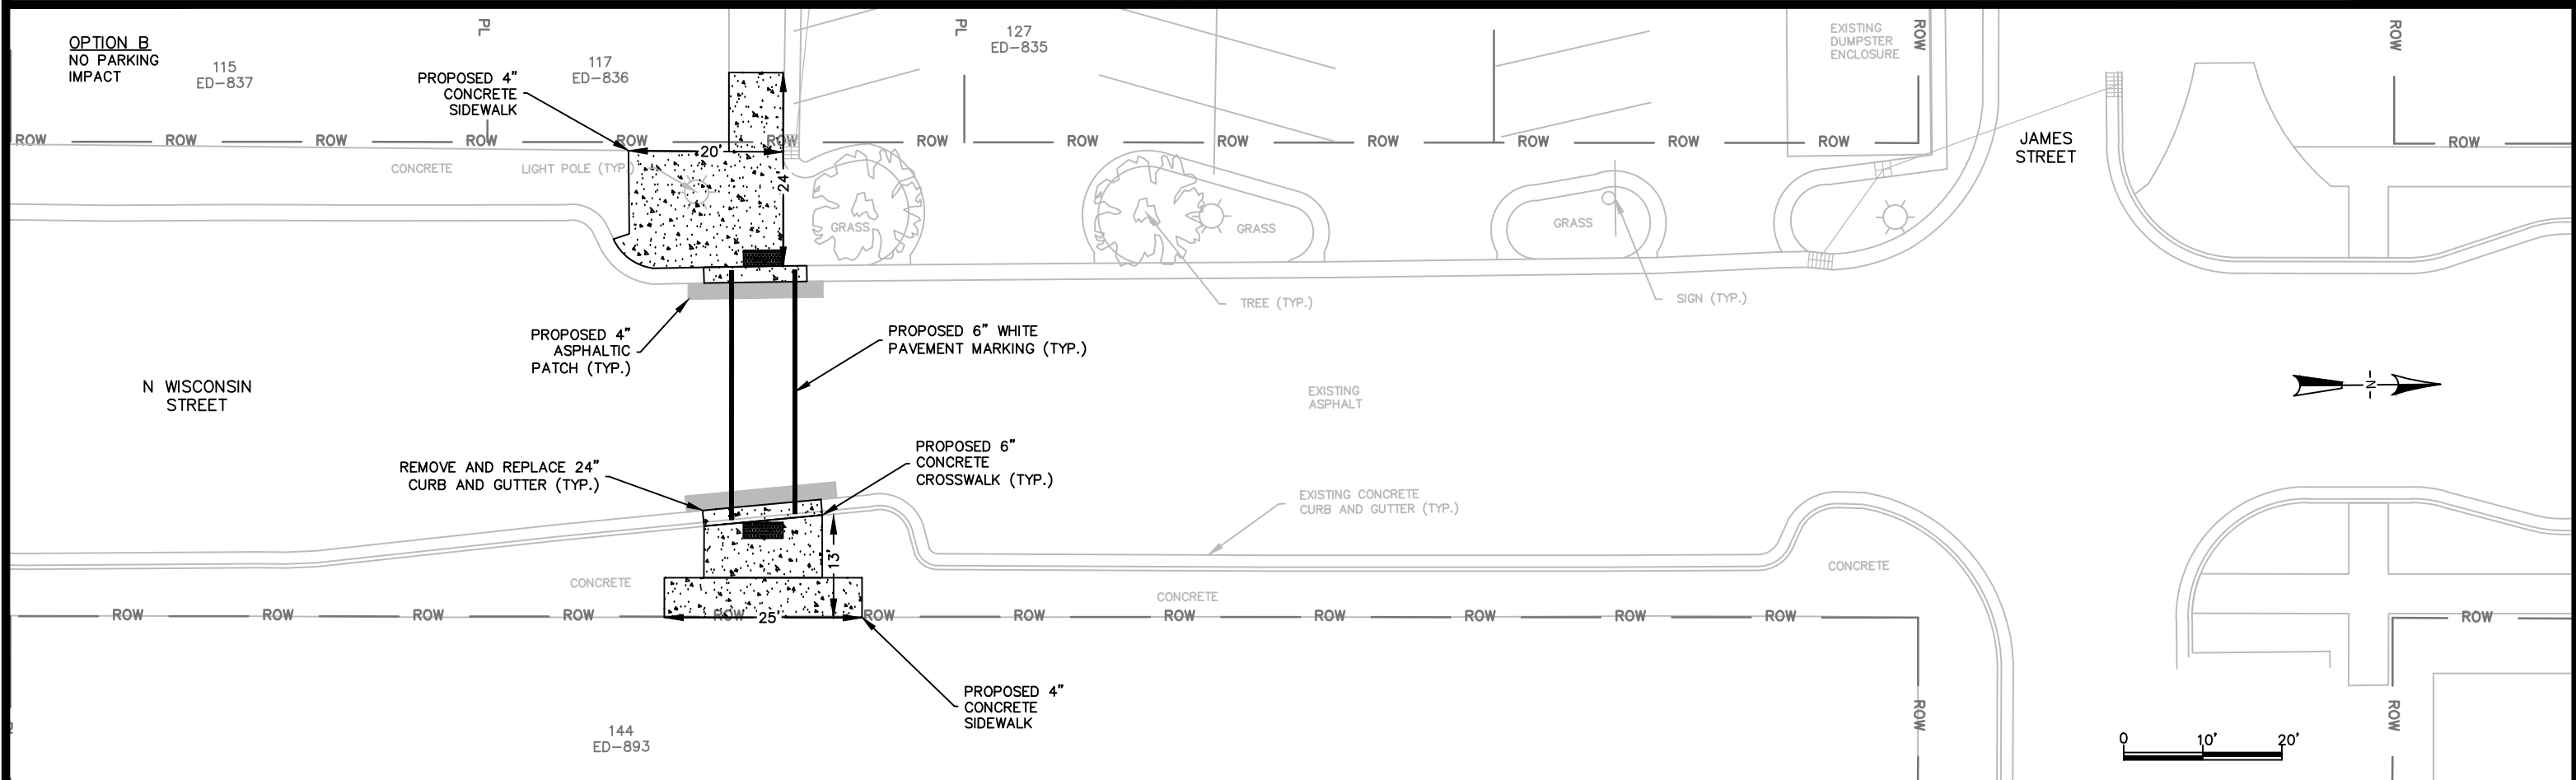 OPTION B
NO PARKING
IMPACT
115
ED-837
PL
117
ED-836
PL
127
ED-835
EXISTING
DUMPSTER
ENCLOSURE
ROW
ROW
PROPOSED 4"
CONCRETE
SIDEWALK
JAMES
STREET
ROW ROW ROW ROW ROW ROW ROW ROW ROW ROW ROW ROW ROW ROW
20'
CONCRETE
LIGHT POLE (TYP.)
24'
GRASS
GRASS
GRASS
TREE (TYP.)
SIGN (TYP.)
PROPOSED 4"
ASPHALTIC
PATCH (TYP.)
PROPOSED 6" WHITE
PAVEMENT MARKING (TYP.)
N WISCONSIN
STREET
EXISTING
ASPHALT
N
REMOVE AND REPLACE 24"
CURB AND GUTTER (TYP.)
PROPOSED 6"
CONCRETE
CROSSWALK (TYP.)
EXISTING CONCRETE
CURB AND GUTTER (TYP.)
13'
CONCRETE
CONCRETE
CONCRETE
ROW ROW ROW ROW ROW ROW ROW ROW ROW ROW ROW ROW ROW
25'
PROPOSED 4"
CONCRETE
SIDEWALK
ROW
ROW
144
ED-893
0 10' 20'